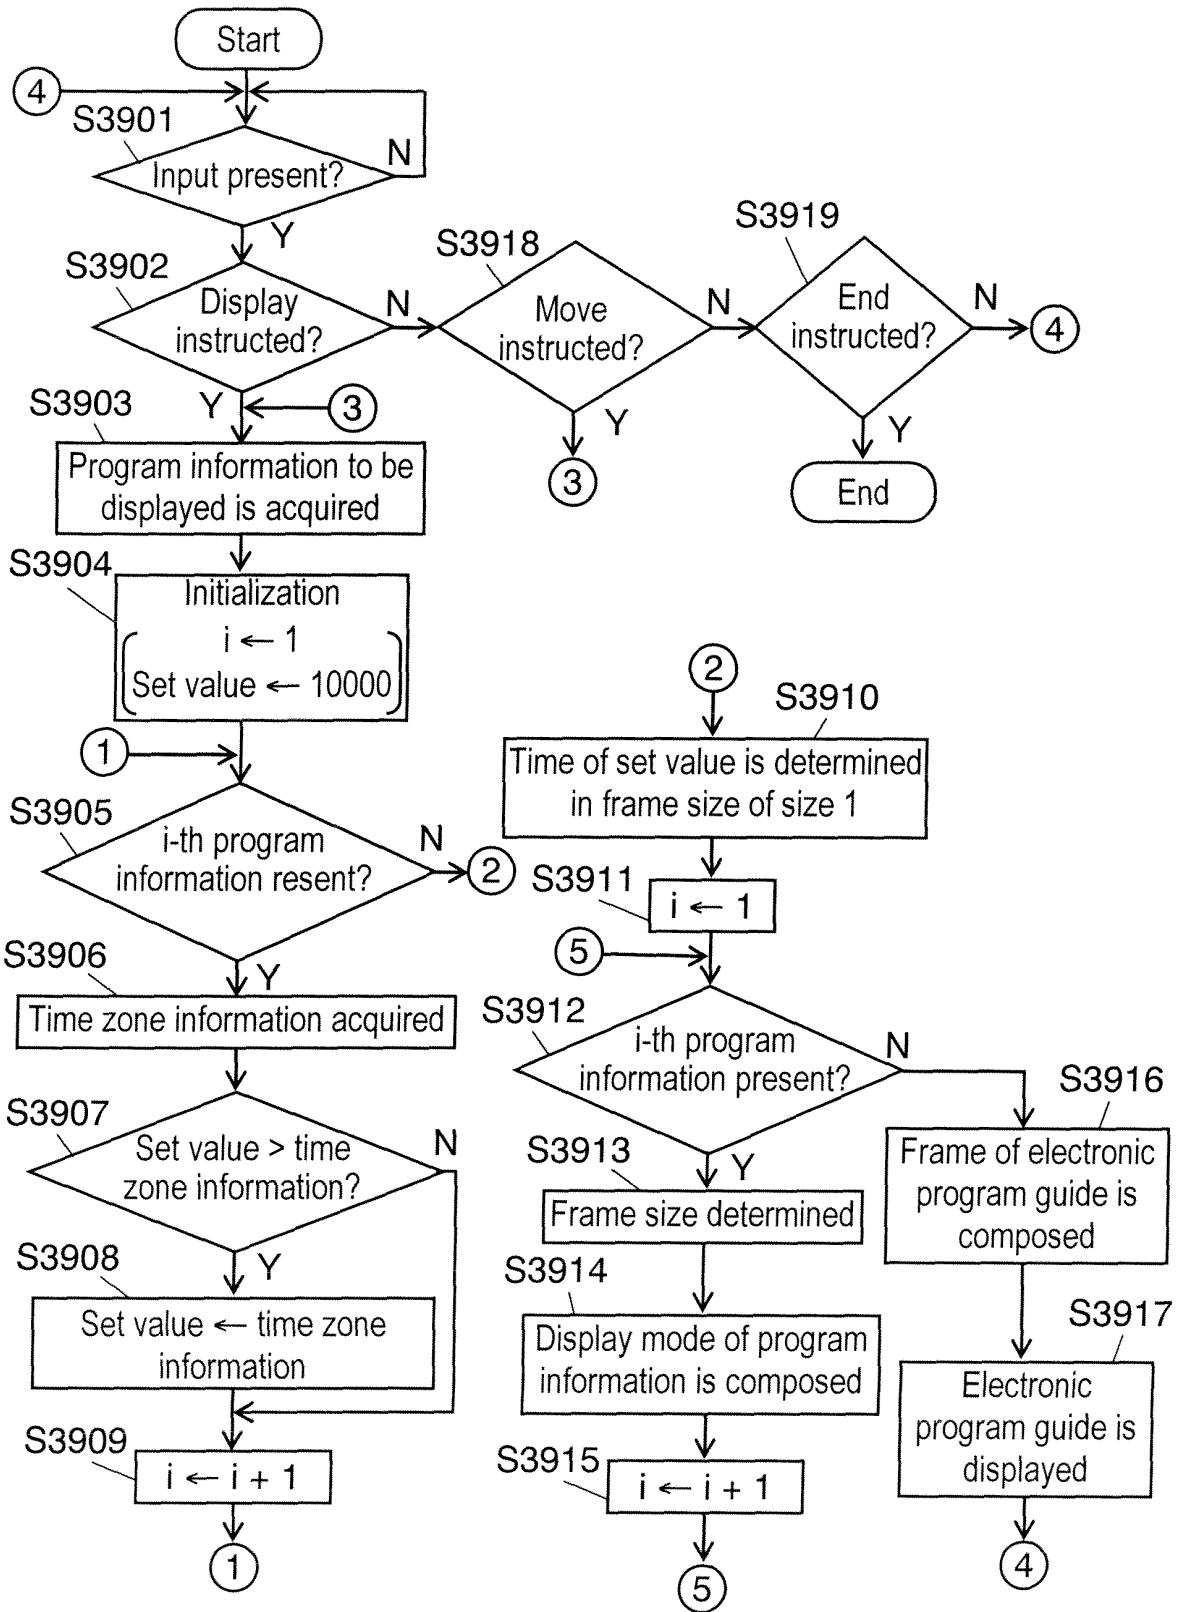 Start
4
S3901
Input present?
N
Y
S3902
Display
instructed?
N
S3918
Move
instructed?
N
S3919
End
instructed?
N
4
Y
3
Y
3
Y
End
S3903
Program information to be
displayed is acquired
S3904
Initialization
i ← 1
Set value ← 10000
1
S3905
i-th program
information resent?
N
2
Y
S3906
Time zone information acquired
S3907
Set value > time
zone information?
N
Y
S3908
Set value ← time zone
information
S3909
i ← i + 1
1
2
S3910
Time of set value is determined
in frame size of size 1
S3911
i ← 1
5
S3912
i-th program
information present?
N
Y
S3913
Frame size determined
S3914
Display mode of program
information is composed
S3915
i ← i + 1
5
S3916
Frame of electronic
program guide is
composed
S3917
Electronic
program guide is
displayed
4